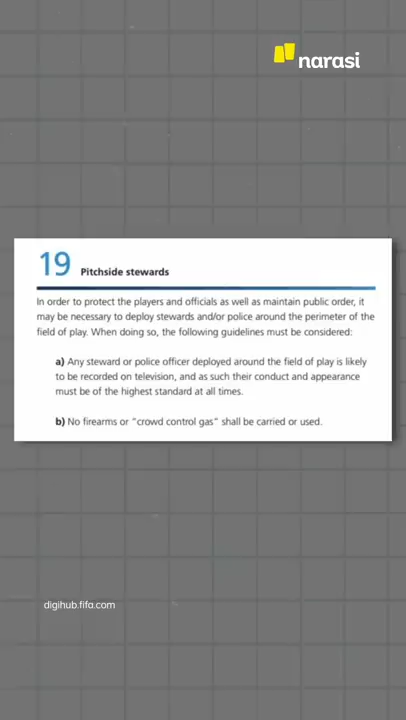 narasi
19 Pitchside stewards
In order to protect the players and officials as well as maintain public order, it
may be necessary to deploy stewards and/or police around the perimeter of the
field of play. When doing so, the following guidelines must be considered:
a) Any steward or police officer deployed around the field of play is likely
to be recorded on television, and as such their conduct and appearance
must be of the highest standard at all times.
b) No firearms or "crowd control gas" shall be carried or used.
digihub.fifa.com